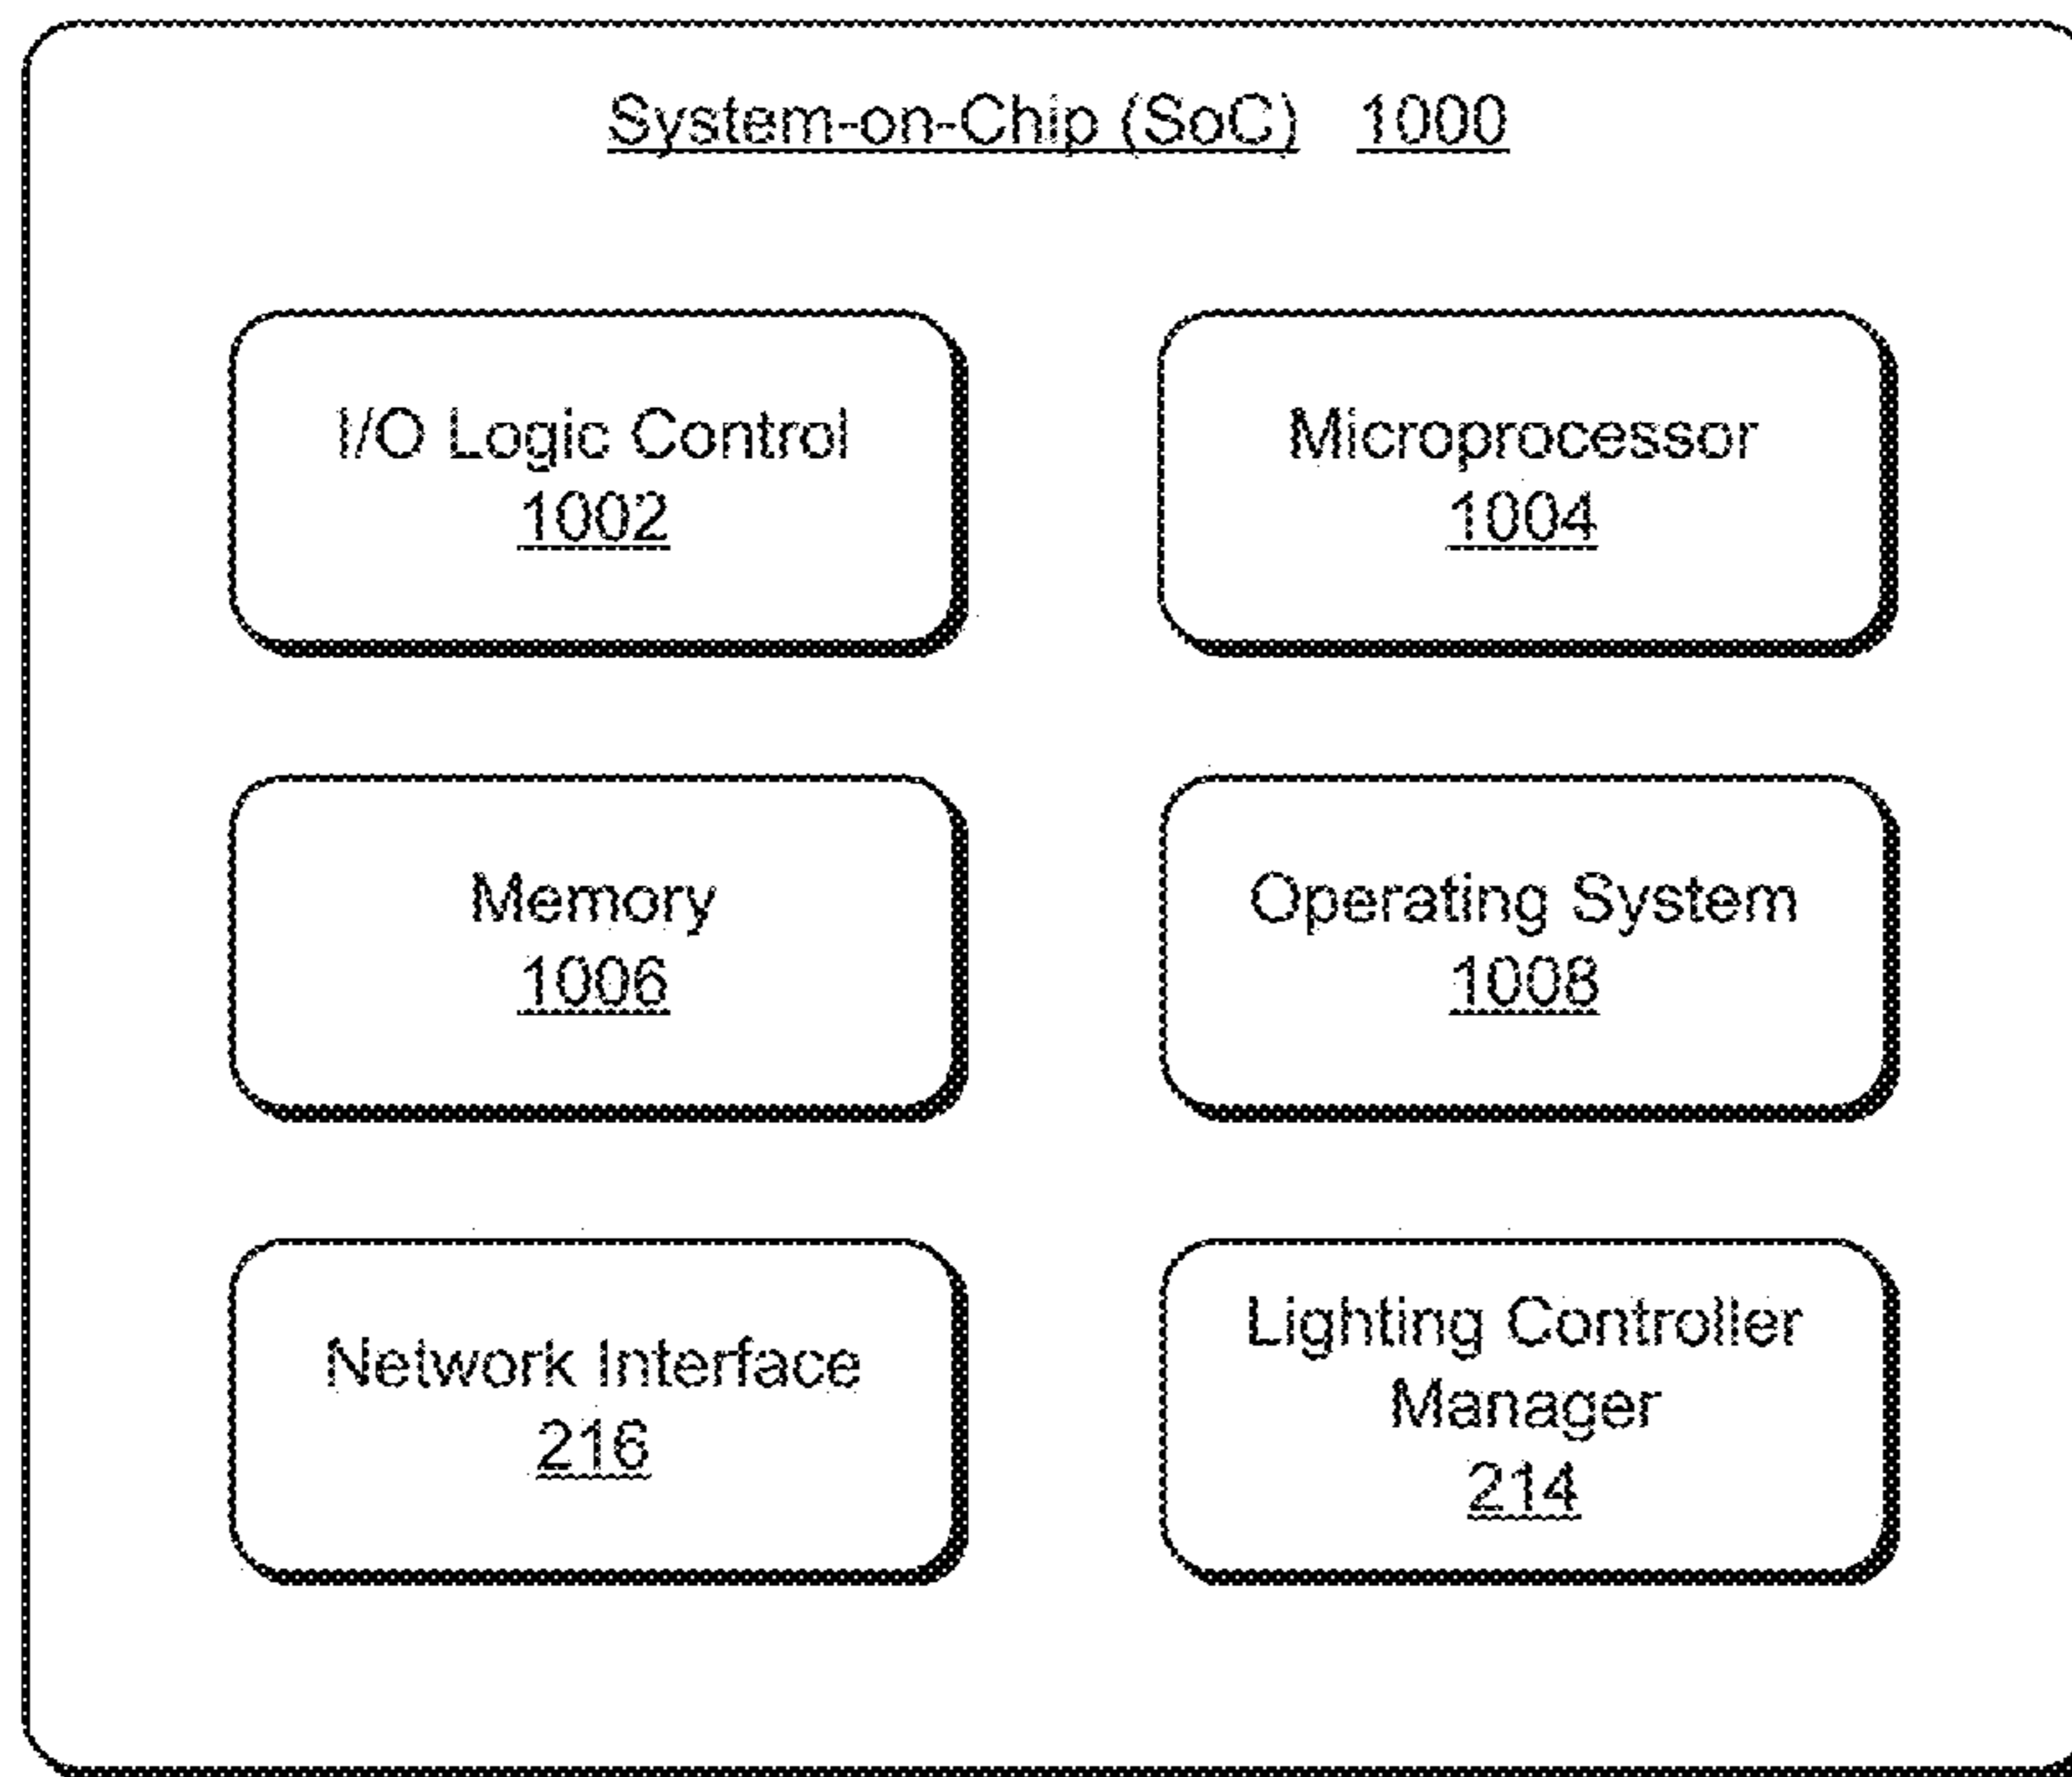 System-on-Chip (SoC) 1000
I/O Logic Control
1002
Microprocessor
1004
Memory
1006
Operating System
1008
Network Interface
216
Lighting Controller
Manager
214